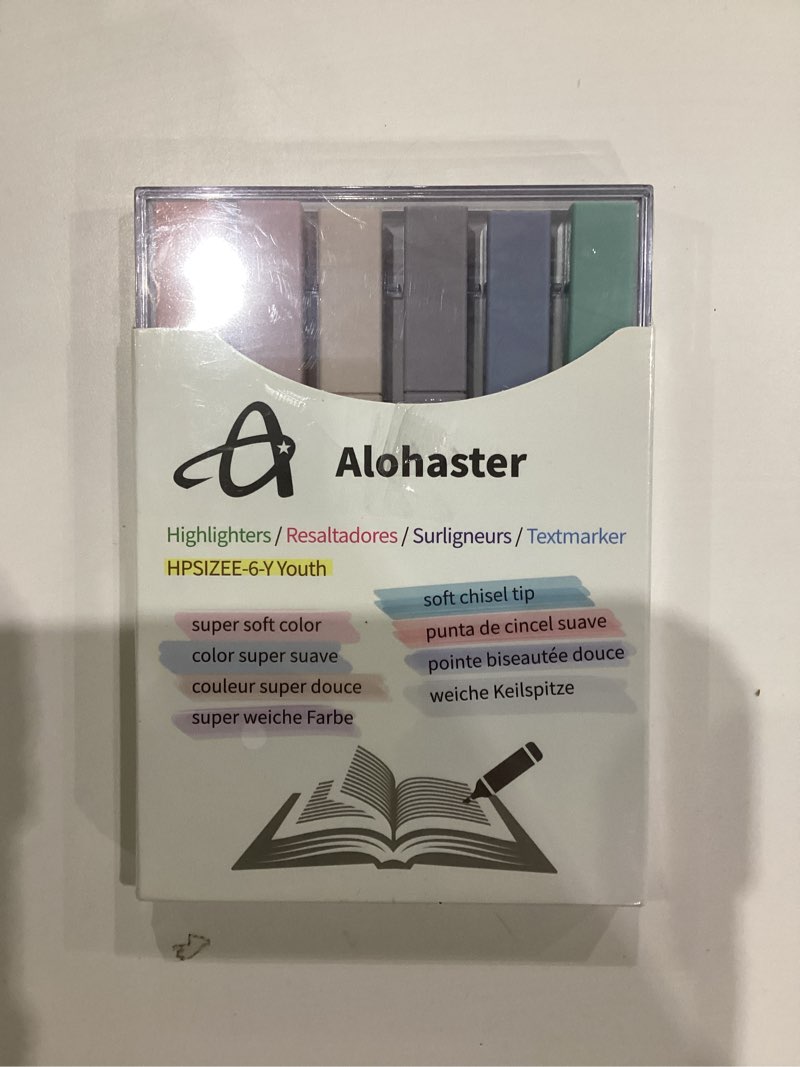 Alohaster
Highlighters / Resaltadores / Surligneurs / Textmarker
HPSIZEE-6-Y Youth
super soft color
color super suave
couleur super douce
super weiche Farbe
soft chisel tip
punta de cincel suave
pointe biseautée douce
weiche Keilspitze